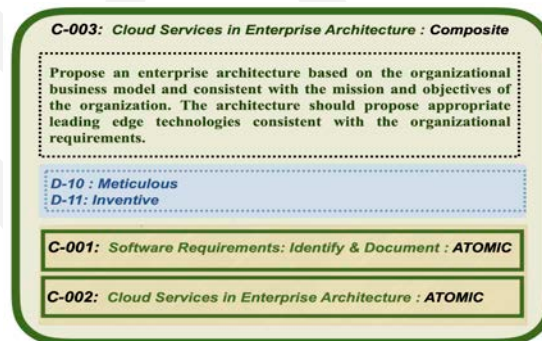 C-003: Cloud Services in Enterprise Architecture : Composite
Propose an enterprise architecture based on the organizational
business model and consistent with the mission and objectives of
the organization. The architecture should propose appropriate
leading edge technologies consistent with the organizational
requirements.
D-10 : Meticulous
D-11: Inventive
C-001: Software Requirements: Identify & Document : ATOMIC
C-002: Cloud Services in Enterprise Architecture : ATOMIC